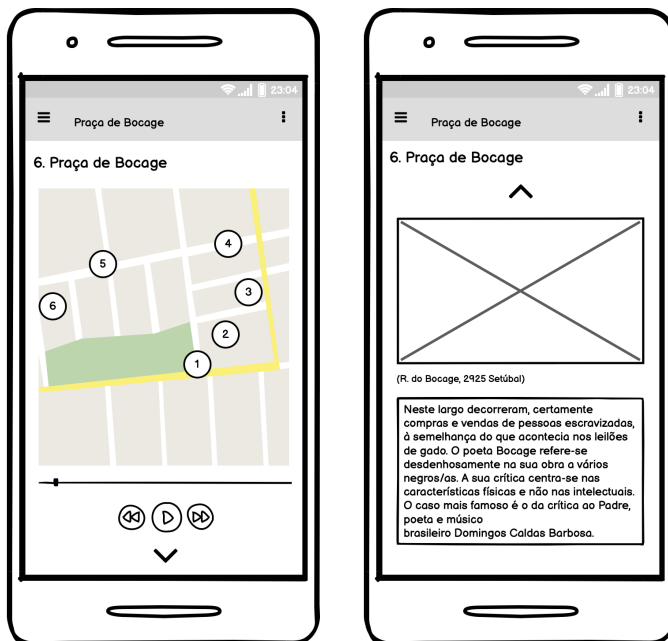 23:04
Praça de Bocage
6. Praça de Bocage
4
5
3
6
2
1
23:04
Praça de Bocage
6. Praça de Bocage
(R. do Bocage, 2925 Setúbal)
Neste largo decorreram, certamente
compras e vendas de pessoas escravizadas,
à semelhança do que acontecia nos leilões
de gado. O poeta Bocage refere-se
desdenhosamente na sua obra a vários
negros/as. A sua crítica centra-se nas
características físicas e não nas intelectuais.
O caso mais famoso é o da crítica ao Padre,
poeta e músico
brasileiro Domingos Caldas Barbosa.